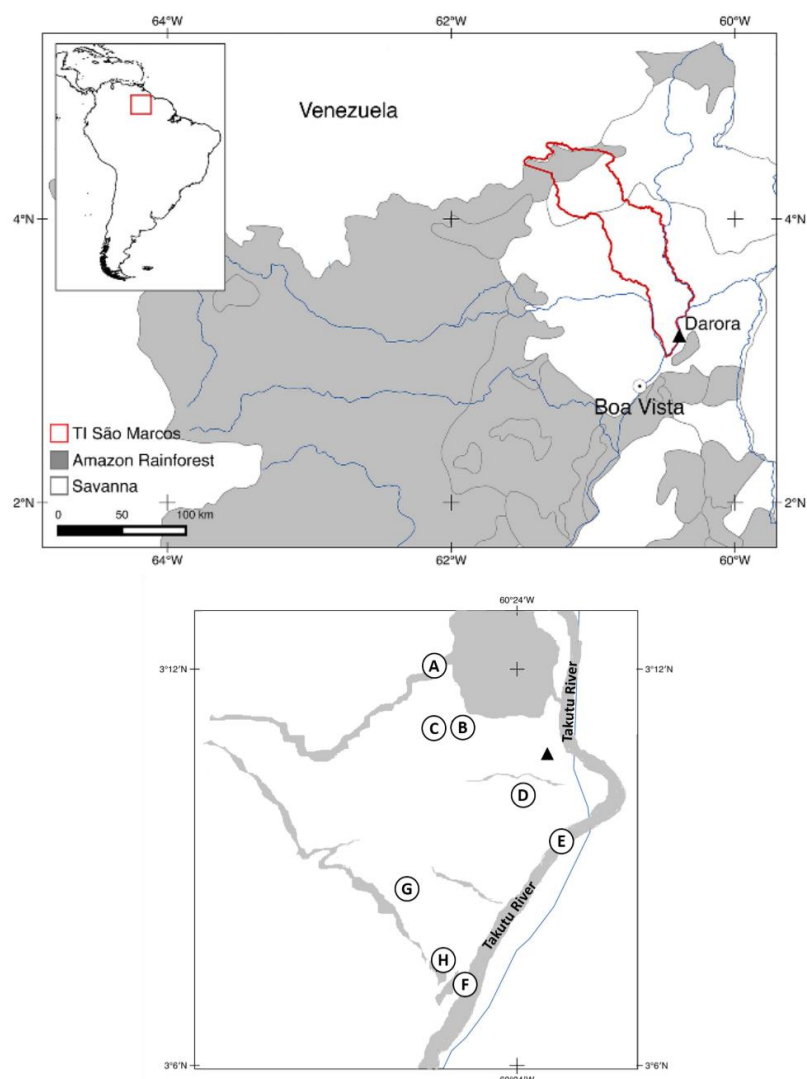 64°W 62°W 60°W
Venezuela
4°N 4°N
Darora
Boa Vista
TI São Marcos
Amazon Rainforest
Savanna
0 50 100 km
2°N 2°N
64°W 62°W 60°W
60°24'W
3°12'N A 3°12'N
Takutu River
C B
D
E
G
Takutu River
H
F
3°6'N 3°6'N
60°24'W